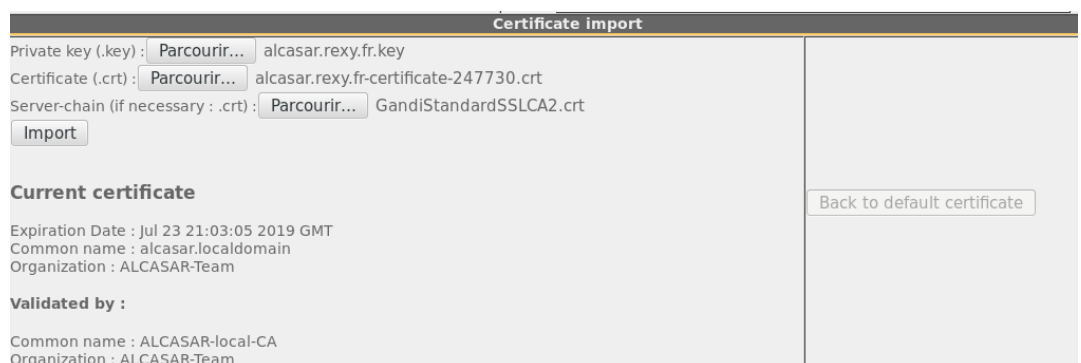 Certificate import
Private key (.key) : Parcourir... alcasar.rexy.fr.key
Certificate (.crt) : Parcourir... alcasar.rexy.fr-certificate-247730.crt
Server-chain (if necessary : .crt) : Parcourir... GandiStandardSSLCA2.crt
Import
Current certificate
Back to default certificate
Expiration Date : Jul 23 21:03:05 2019 GMT
Common name : alcasar.localdomain
Organization : ALCASAR-Team
Validated by :
Common name : ALCASAR-local-CA
Organization : ALCASAR-Team